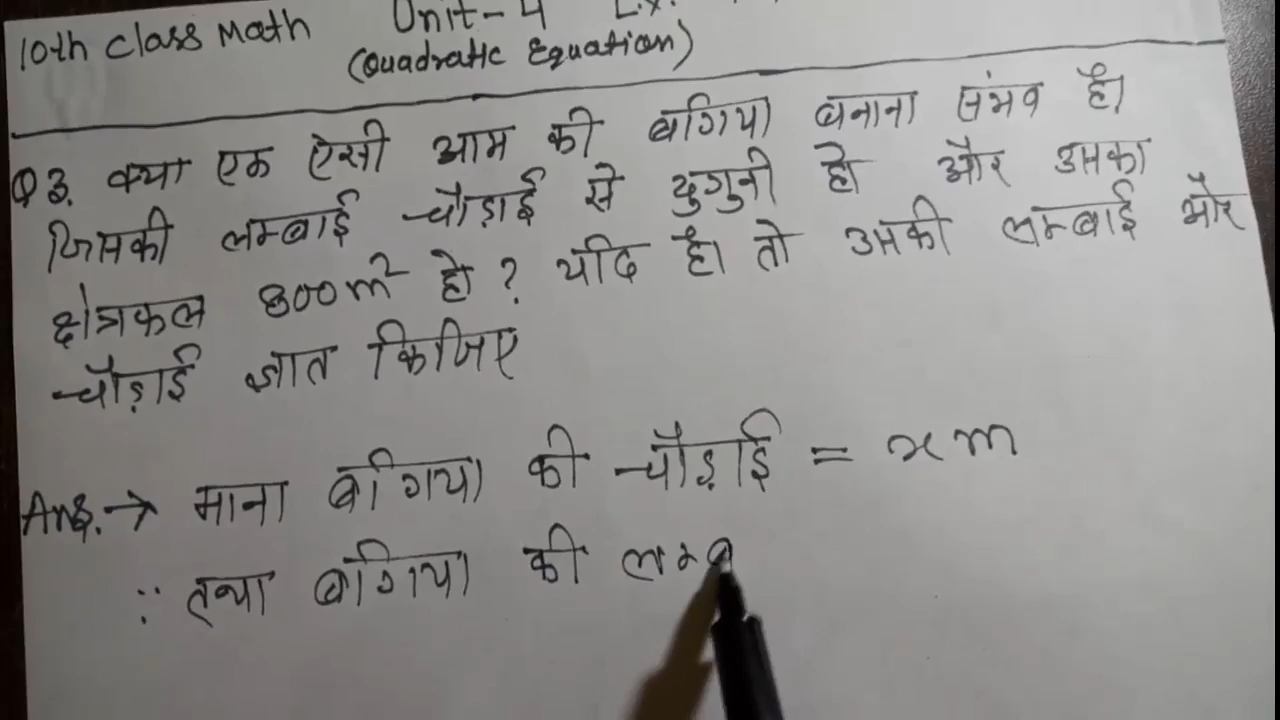 10th Class Math Unit-4
(Quadratic Equation)
Q3. क्या एक ऐसी आम की बगिया बनाना संभव है।
जिसकी लम्बाई चौड़ाई से दुगुनी हो और उसका
क्षेत्रफल 800m² हो? यदि है। तो उसकी लम्बाई और
चौड़ाई ज्ञात किजिए
Ans. → माना बगिया की चौड़ाई = x m
∵ तथा बगिया की लम्ब